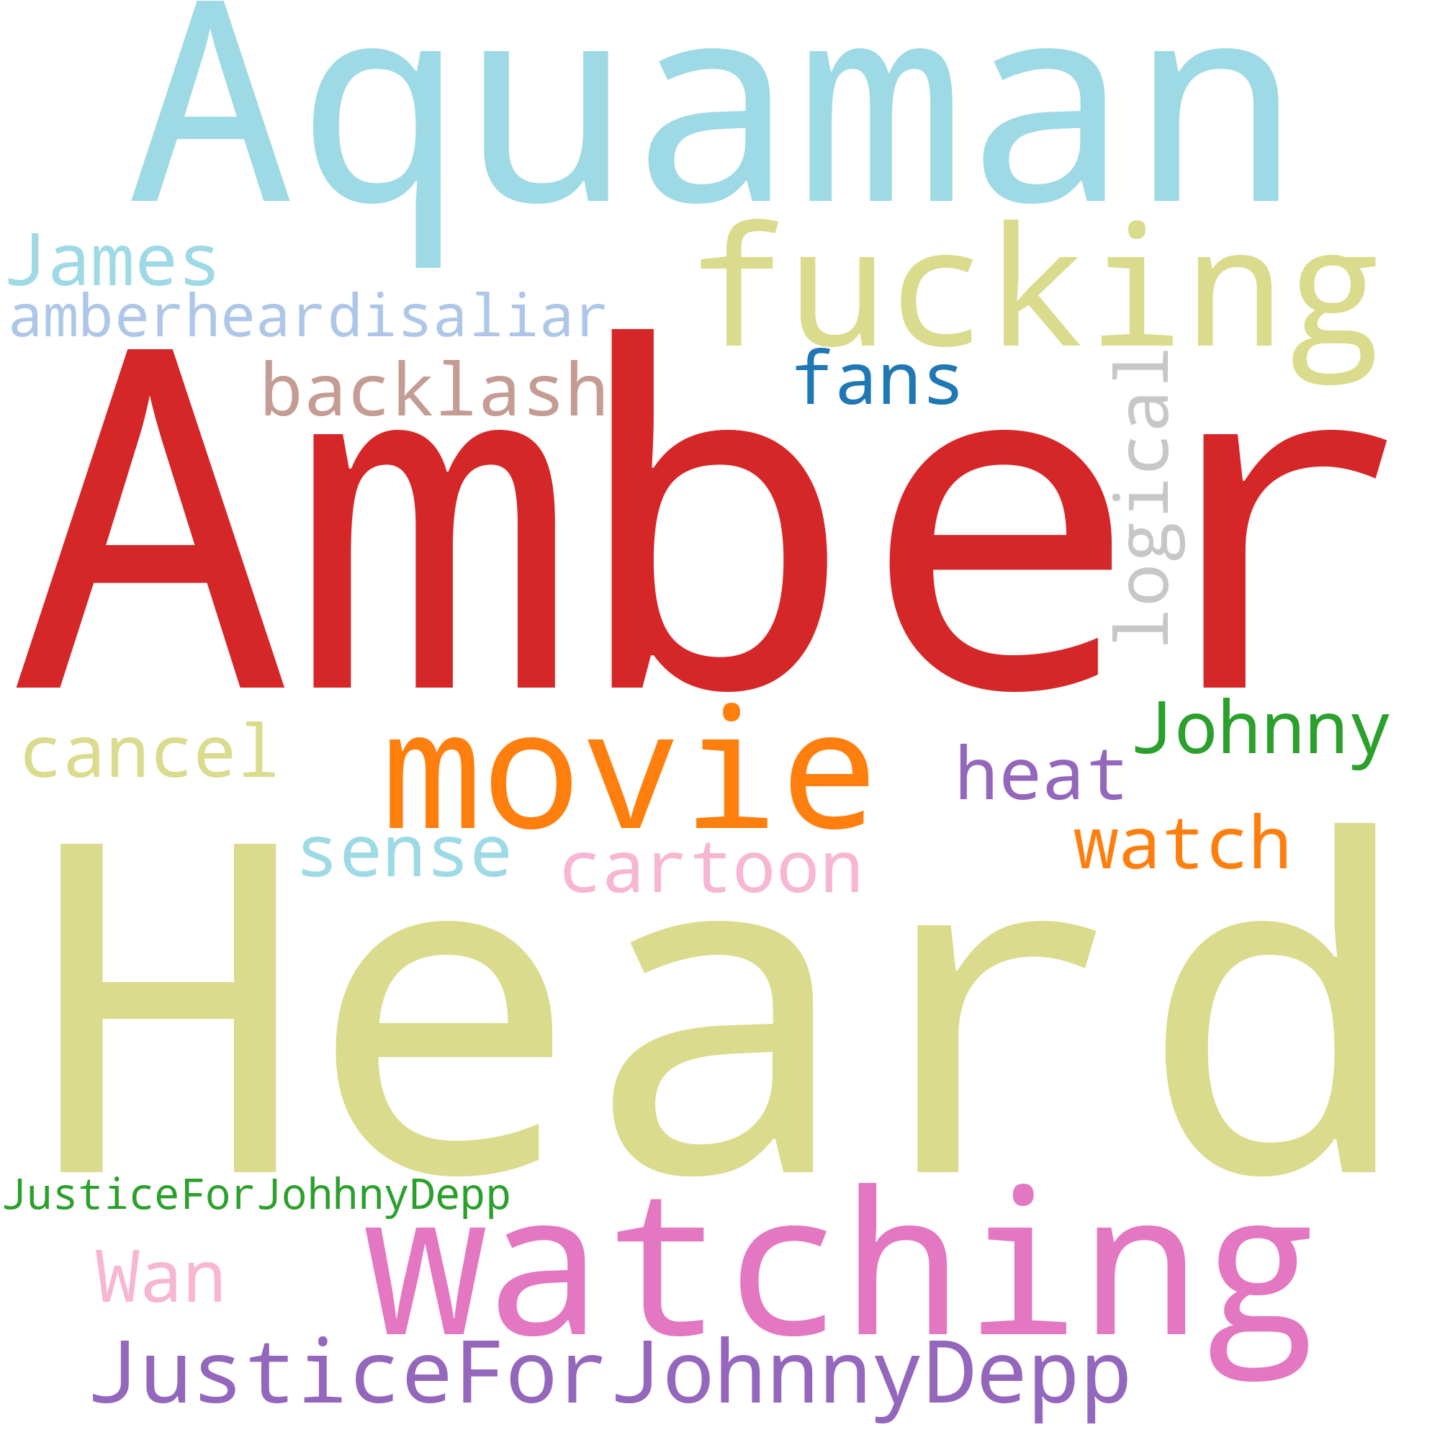 Aquaman
James
fucking
amberheardisaliar
backlash
fans
logical
Amber
cancel
movie
heat
Johnny
sense
cartoon
watch
Heard
JusticeForJohhnyDepp
watching
Wan
JusticeForJohnnyDepp